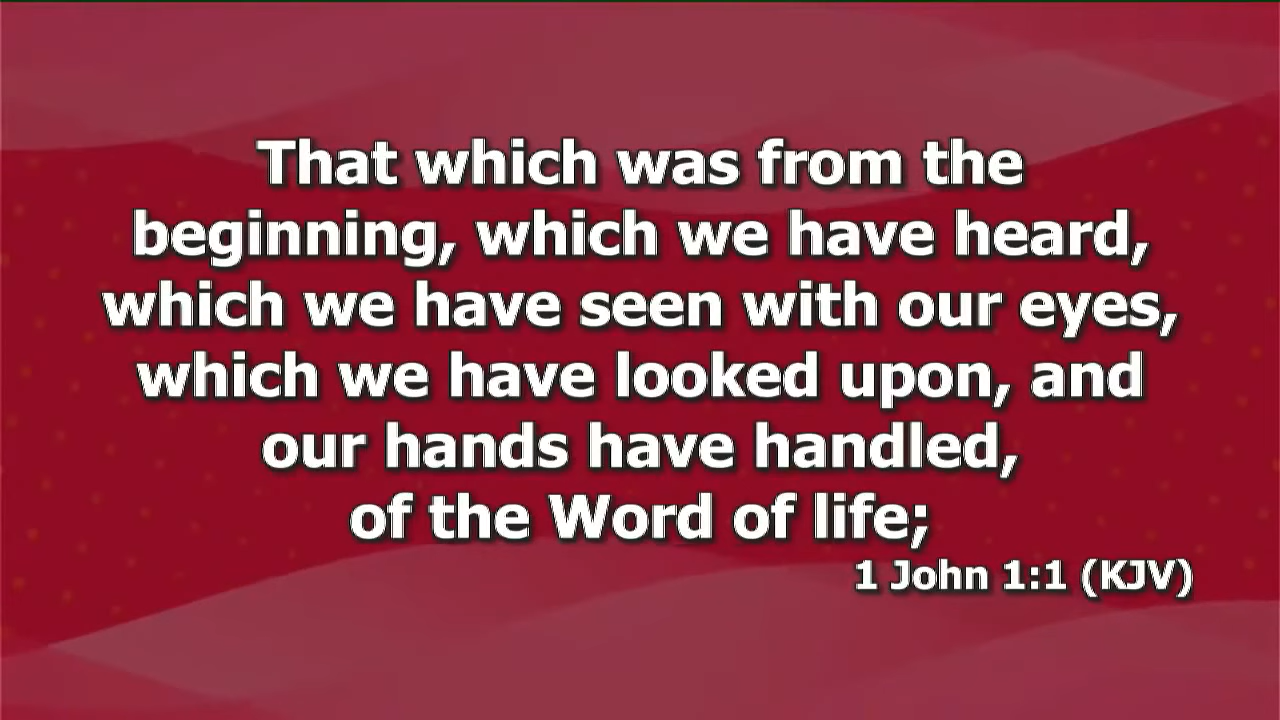 That which was from the
beginning, which we have heard,
which we have seen with our eyes,
which we have looked upon, and
our hands have handled,
of the Word of life;
1 John 1:1 (KJV)